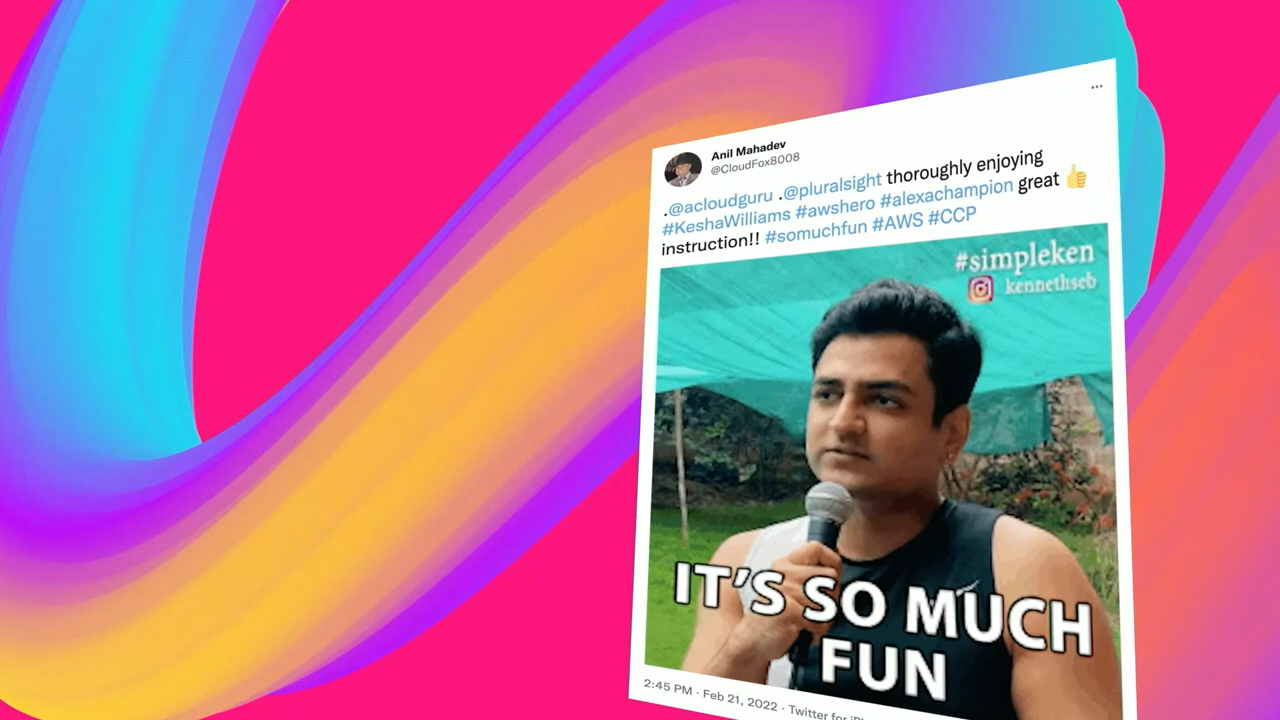 Anil Mahadev
@CloudFox8008
.@acloudguru .@pluralsight thoroughly enjoying
#KeshaWilliams #awshero #alexachampion great 👍
instruction!! #somuchfun #AWS #CCP
#simpleken
kennethseb
IT'S SO MUCH
FUN
2:45 PM · Feb 21, 2022 · Twitter for